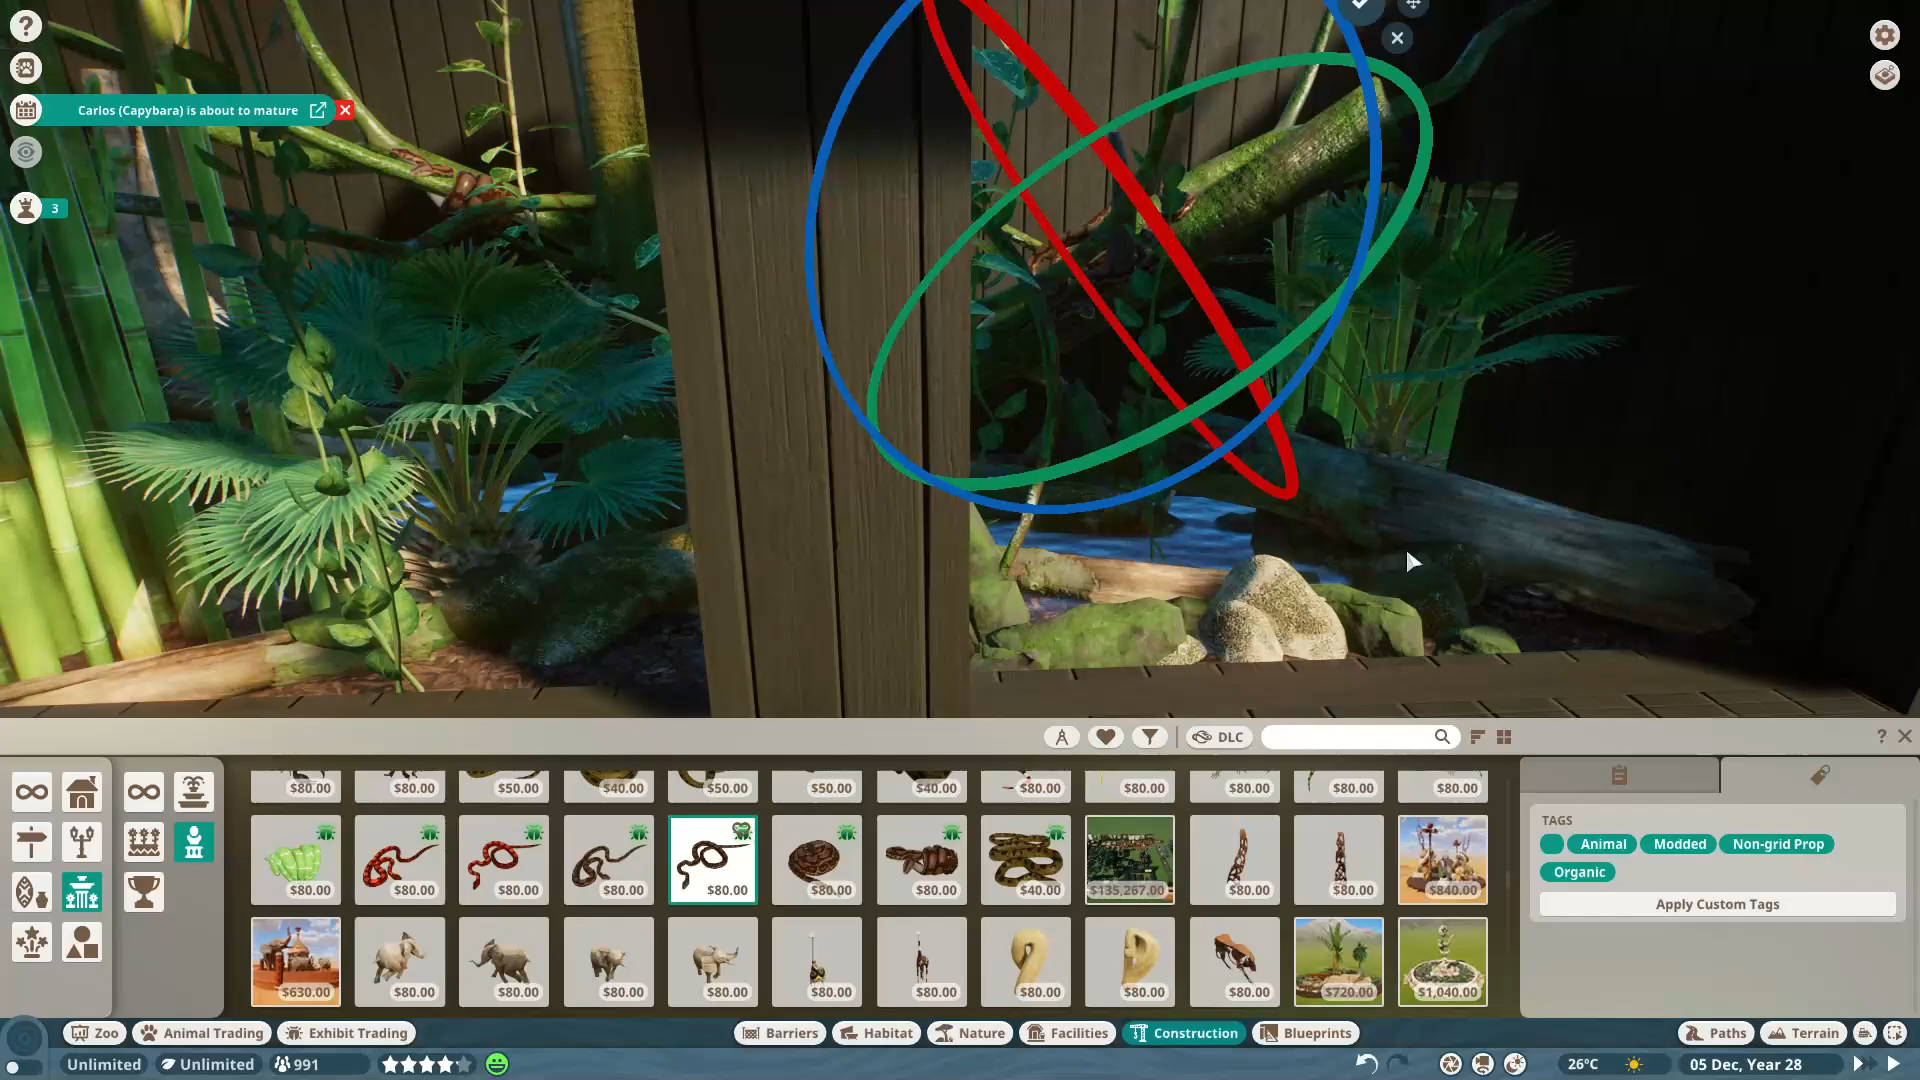 ?
Carlos (Capybara) is about to mature
3
DLC
?
$80.00 $80.00 $50.00 $40.00 $50.00 $50.00 $40.00 $80.00 $80.00 $80.00 $80.00 $80.00
$80.00 $80.00 $80.00 $80.00 $80.00 $80.00 $80.00 $40.00 $135,267.00 $80.00 $80.00 $840.00
$630.00 $80.00 $80.00 $80.00 $80.00 $80.00 $80.00 $80.00 $80.00 $80.00 $720.00 $1,040.00
TAGS
Animal Modded Non-grid Prop
Organic
Apply Custom Tags
Zoo Animal Trading Exhibit Trading Barriers Habitat Nature Facilities Construction Blueprints Paths Terrain
Unlimited Unlimited 991 26°C 05 Dec, Year 28